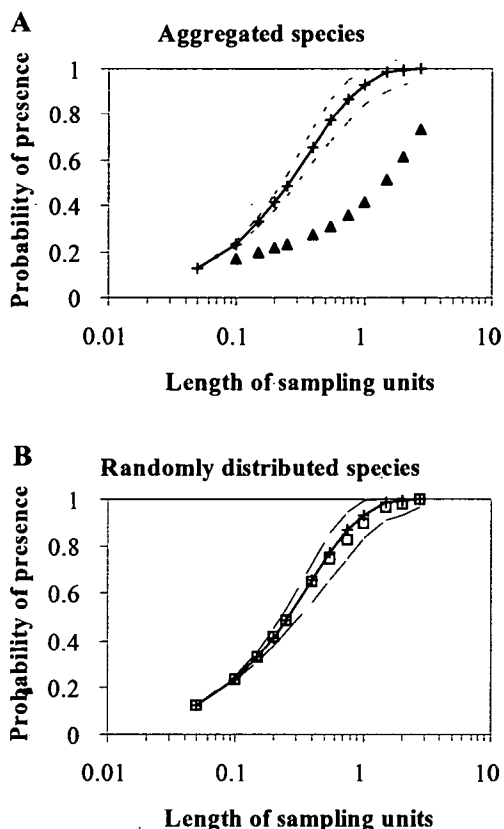 A
Aggregated species
Probability of presence
1
0.8
0.6
0.4
0.2
0
0.01
0.1
1
10
Length of sampling units
B
Randomly distributed species
Probability of presence
1
0.8
0.6
0.4
0.2
0
0.01
0.1
1
10
Length of sampling units